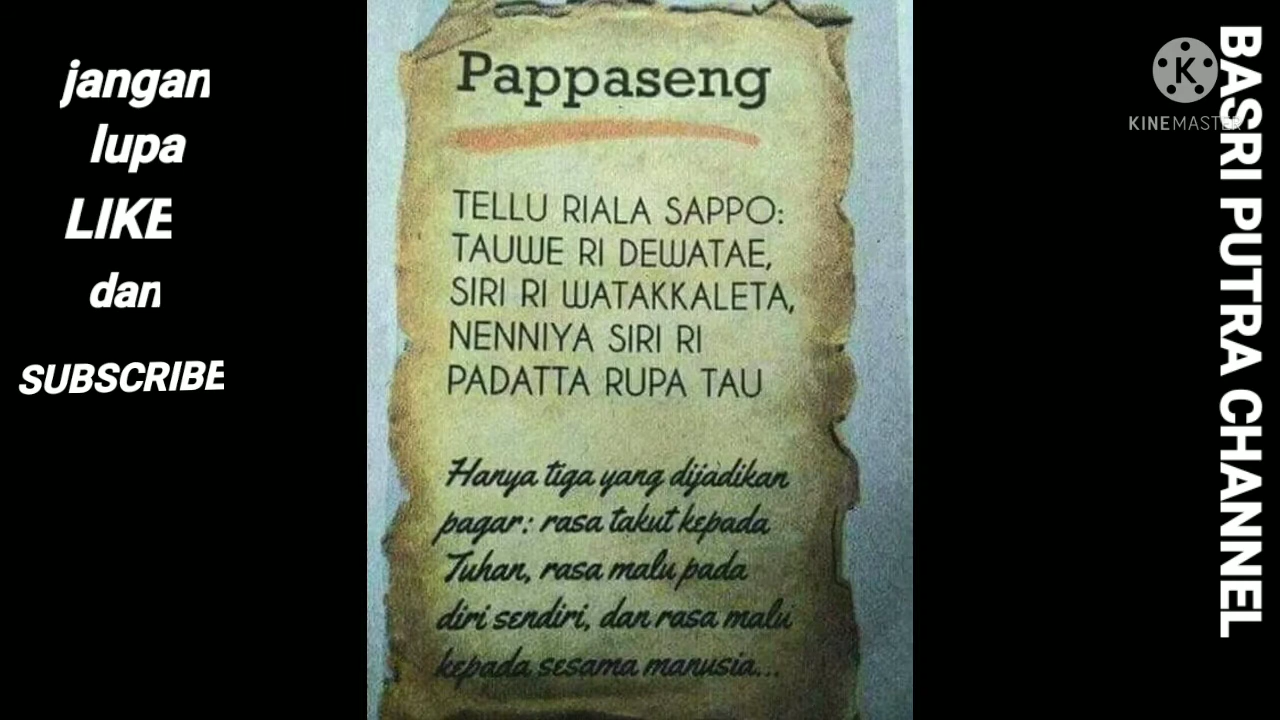 jangan
lupa
LIKE
dan
SUBSCRIBE
Pappaseng
TELLU RIALA SAPPO:
TAUWE RI DEWATAE,
SIRI RI WATAKKALETA,
NENNIYA SIRI RI
PADATTA RUPA TAU
Hanya tiga yang dijadikan
pagar: rasa takut kepada
Tuhan, rasa malu pada
diri sendiri, dan rasa malu
kepada sesama manusia...
K
KINEMASTER
BASRI PUTRA CHANNEL